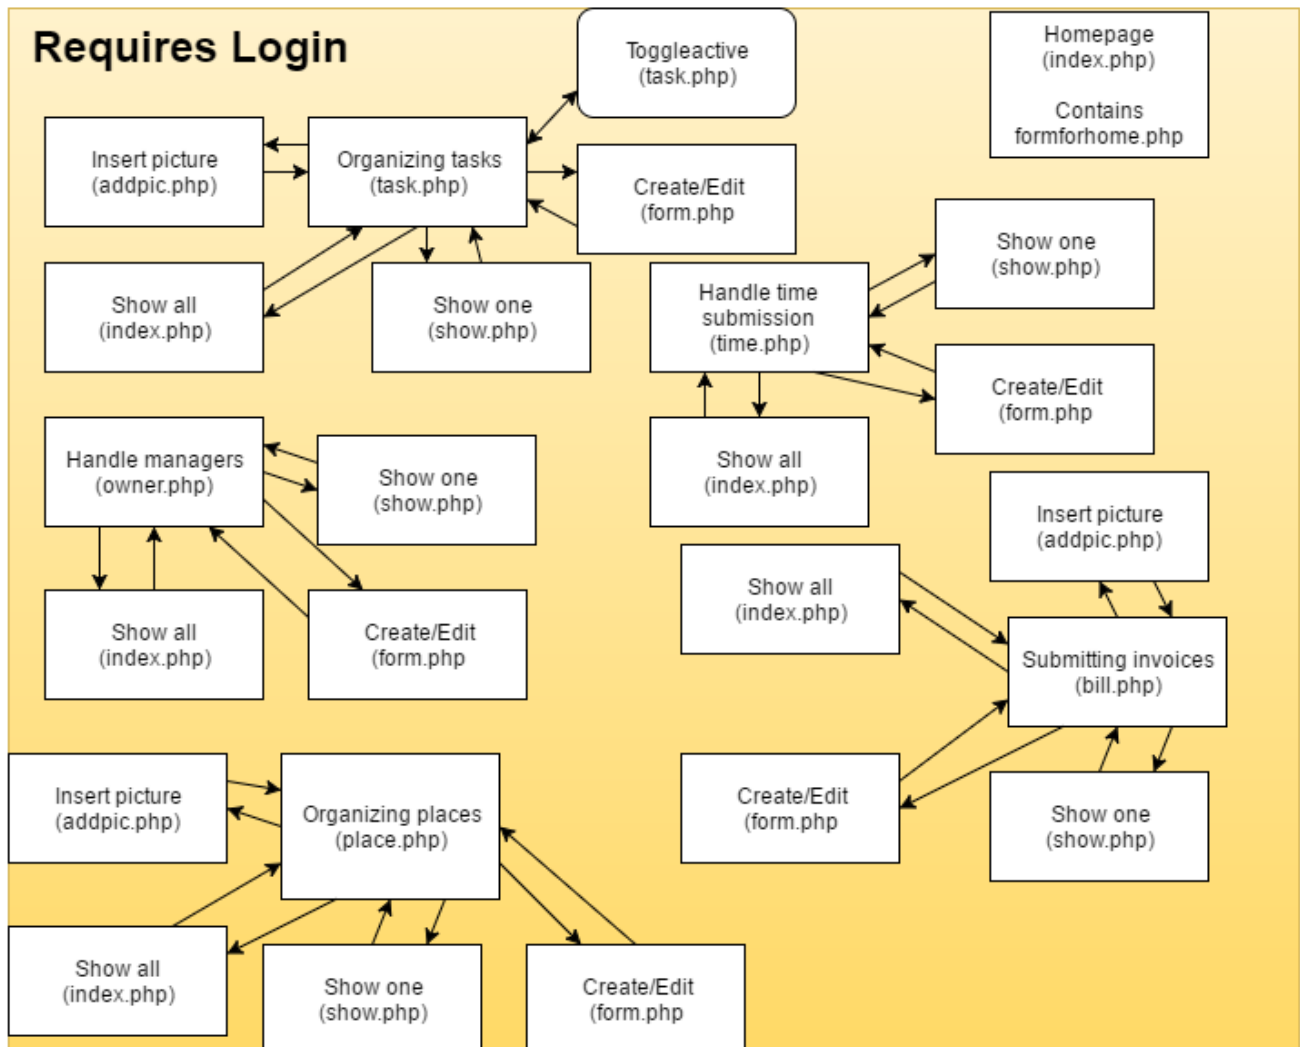 Requires Login
Toggleactive
(task.php)
Homepage
(index.php)
Contains
formforhome.php
Insert picture
(addpic.php)
Organizing tasks
(task.php)
Create/Edit
(form.php
Show one
(show.php)
Show all
(index.php)
Show one
(show.php)
Handle time
submission
(time.php)
Create/Edit
(form.php
Handle managers
(owner.php)
Show one
(show.php)
Show all
(index.php)
Insert picture
(addpic.php)
Show all
(index.php)
Show all
(index.php)
Create/Edit
(form.php
Submitting invoices
(bill.php)
Insert picture
(addpic.php)
Organizing places
(place.php)
Create/Edit
(form.php
Show one
(show.php)
Show all
(index.php)
Show one
(show.php)
Create/Edit
(form.php